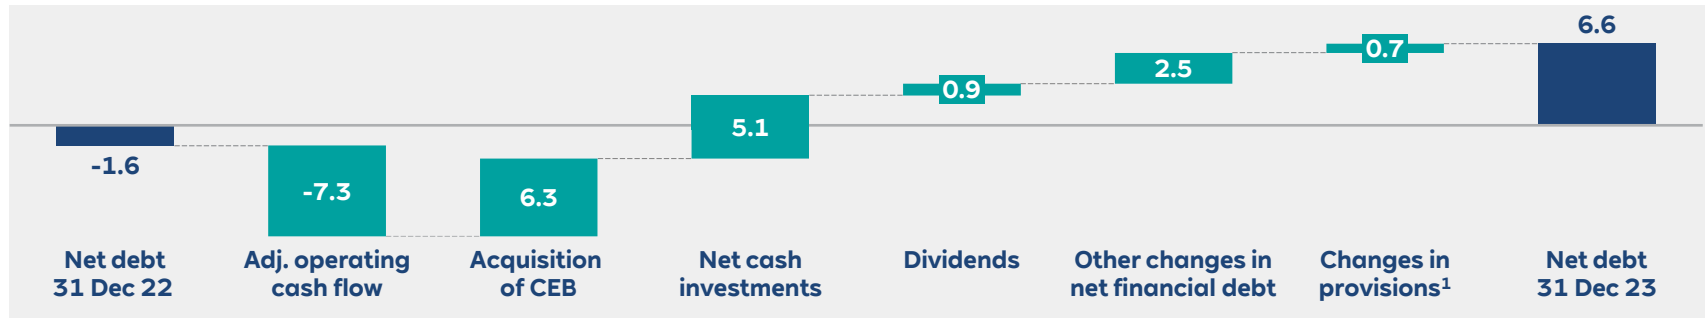 6.6
0.7
2.5
0.9
5.1
-1.6
-7.3
6.3
Net debt
31 Dec 22
Adj. operating
cash flow
Acquisition
of CEB
Net cash
investments
Dividends
Other changes in
net financial debt
Changes in
provisions¹
Net debt
31 Dec 23